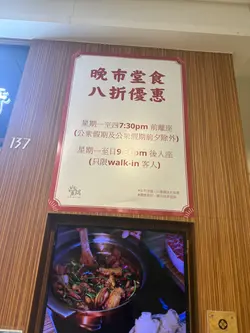 137
晚市堂食
八折優惠
星期一至四7:30pm 前離座
(公眾假期及公眾假期前夕除外)
星期一至日9
pm 後入座
(只限walk-in 客人)